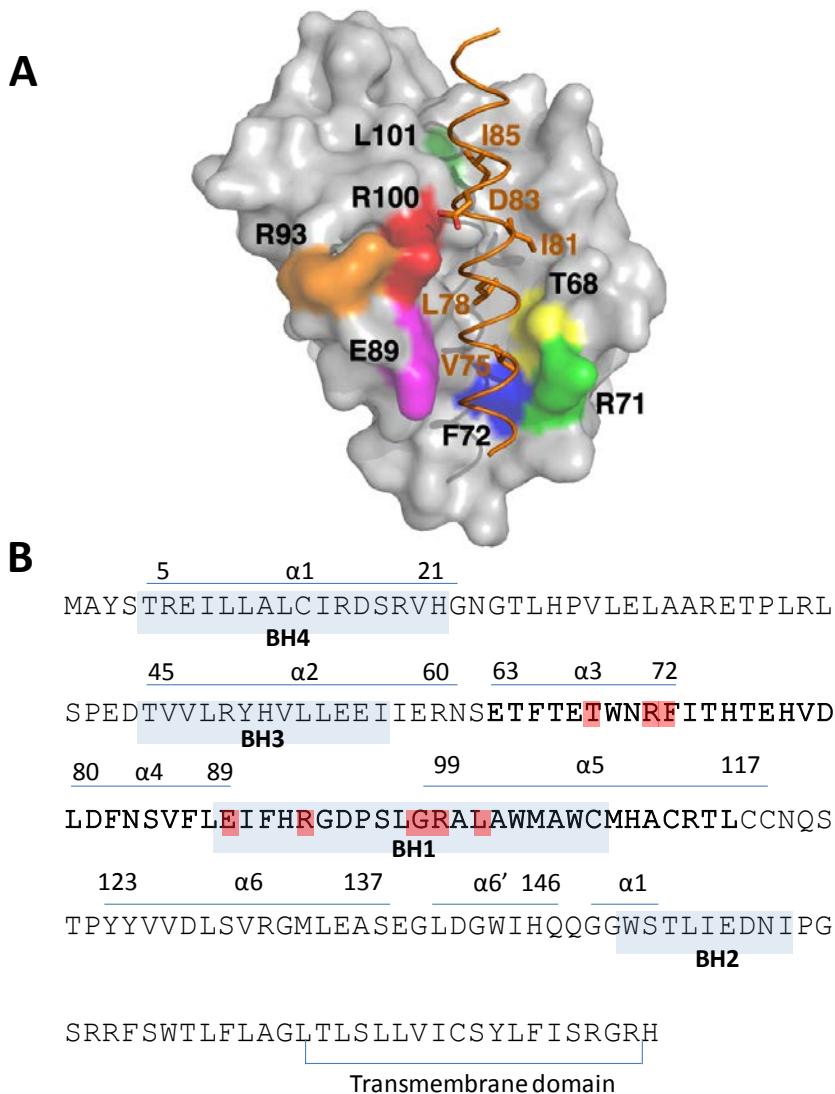 A
L101
I85
R100
D83
R93
I81
T68
L78
E89
V75
R71
F72
B
5 α1 21
MAYSTREILLALCIRDSRVHGNGTLHPVLELAARETPLRL
BH4
45 α2 60 63 α3 72
SPEDTVVLRYHVLLEEIIERNSETFTETWNRFITHTEHVD
BH3
80 α4 89 99 α5 117
LDFNSVFLEIFHRGDPSLGRALAWMAWCMHACRTLCCNQS
BH1
123 α6 137 α6’ 146 α1
TPYYVVDLSVRGMLEASEGLDGWIHQQGGWSTLIEDNIPG
BH2
SRRFSWTLFLAGLTLSLLVICSYLFISRGRH
Transmembrane domain